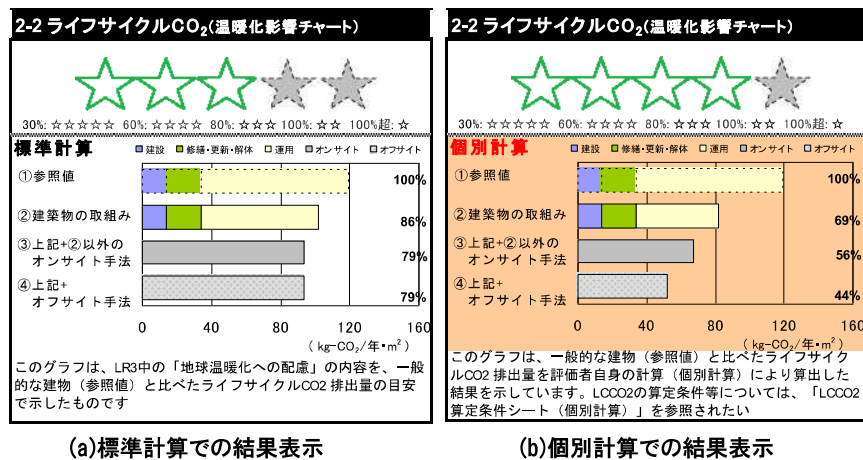 2-2 ライフサイクルCO₂(温暖化影響チャート)
30%: ☆☆☆☆☆ 60%: ☆☆☆☆ 80%: ☆☆☆ 100%: ☆☆ 100%超: ☆
標準計算
建設 修繕・更新・解体 運用 オンサイト オフサイト
①参照値
100%
②建築物の取組み
86%
③上記+②以外の
オンサイト手法
79%
④上記+
オフサイト手法
79%
0 40 80 120 160
( kg-CO₂/年・m² )
このグラフは、LR3中の「地球温暖化への配慮」の内容を、一般
的な建物（参照値）と比べたライフサイクルCO2 排出量の目安
で示したものです
(a)標準計算での結果表示
2-2 ライフサイクルCO₂(温暖化影響チャート)
30%: ☆☆☆☆☆ 60%: ☆☆☆☆ 80%: ☆☆☆ 100%: ☆☆ 100%超: ☆
個別計算
建設 修繕・更新・解体 運用 オンサイト オフサイト
①参照値
100%
②建築物の取組み
69%
③上記+②以外の
オンサイト手法
56%
④上記+
オフサイト手法
44%
0 40 80 120 160
( kg-CO₂/年・m² )
このグラフは、一般的な建物（参照値）と比べたライフサイク
ルCO2 排出量を評価者自身の計算（個別計算）により算出した
結果を示しています。LCCO2の算定条件等については、「LCCO2
算定条件シート（個別計算）」を参照されたい
(b)個別計算での結果表示